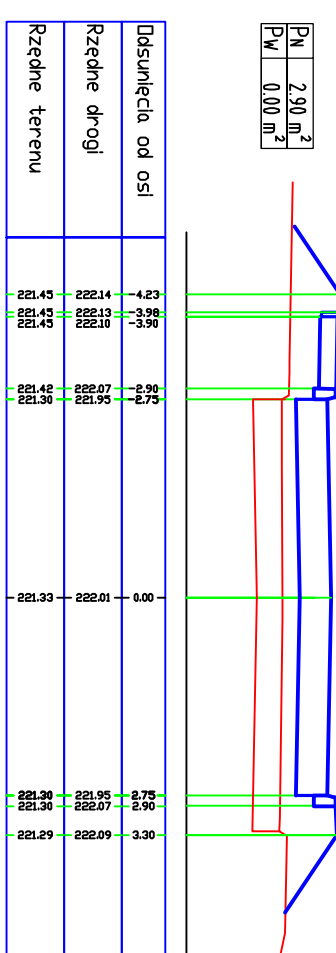 PN 2.90 m²
PW 0.00 m²
Odsunięcia od osi -4.23 -3.98 -3.90 -2.90 -2.75 0.00 2.75 2.90 3.30
Rzędne drogi 222.14 222.13 222.10 222.07 221.95 222.01 221.95 222.07 222.09
Rzędne terenu 221.45 221.45 221.45 221.42 221.30 221.33 221.30 221.30 221.29